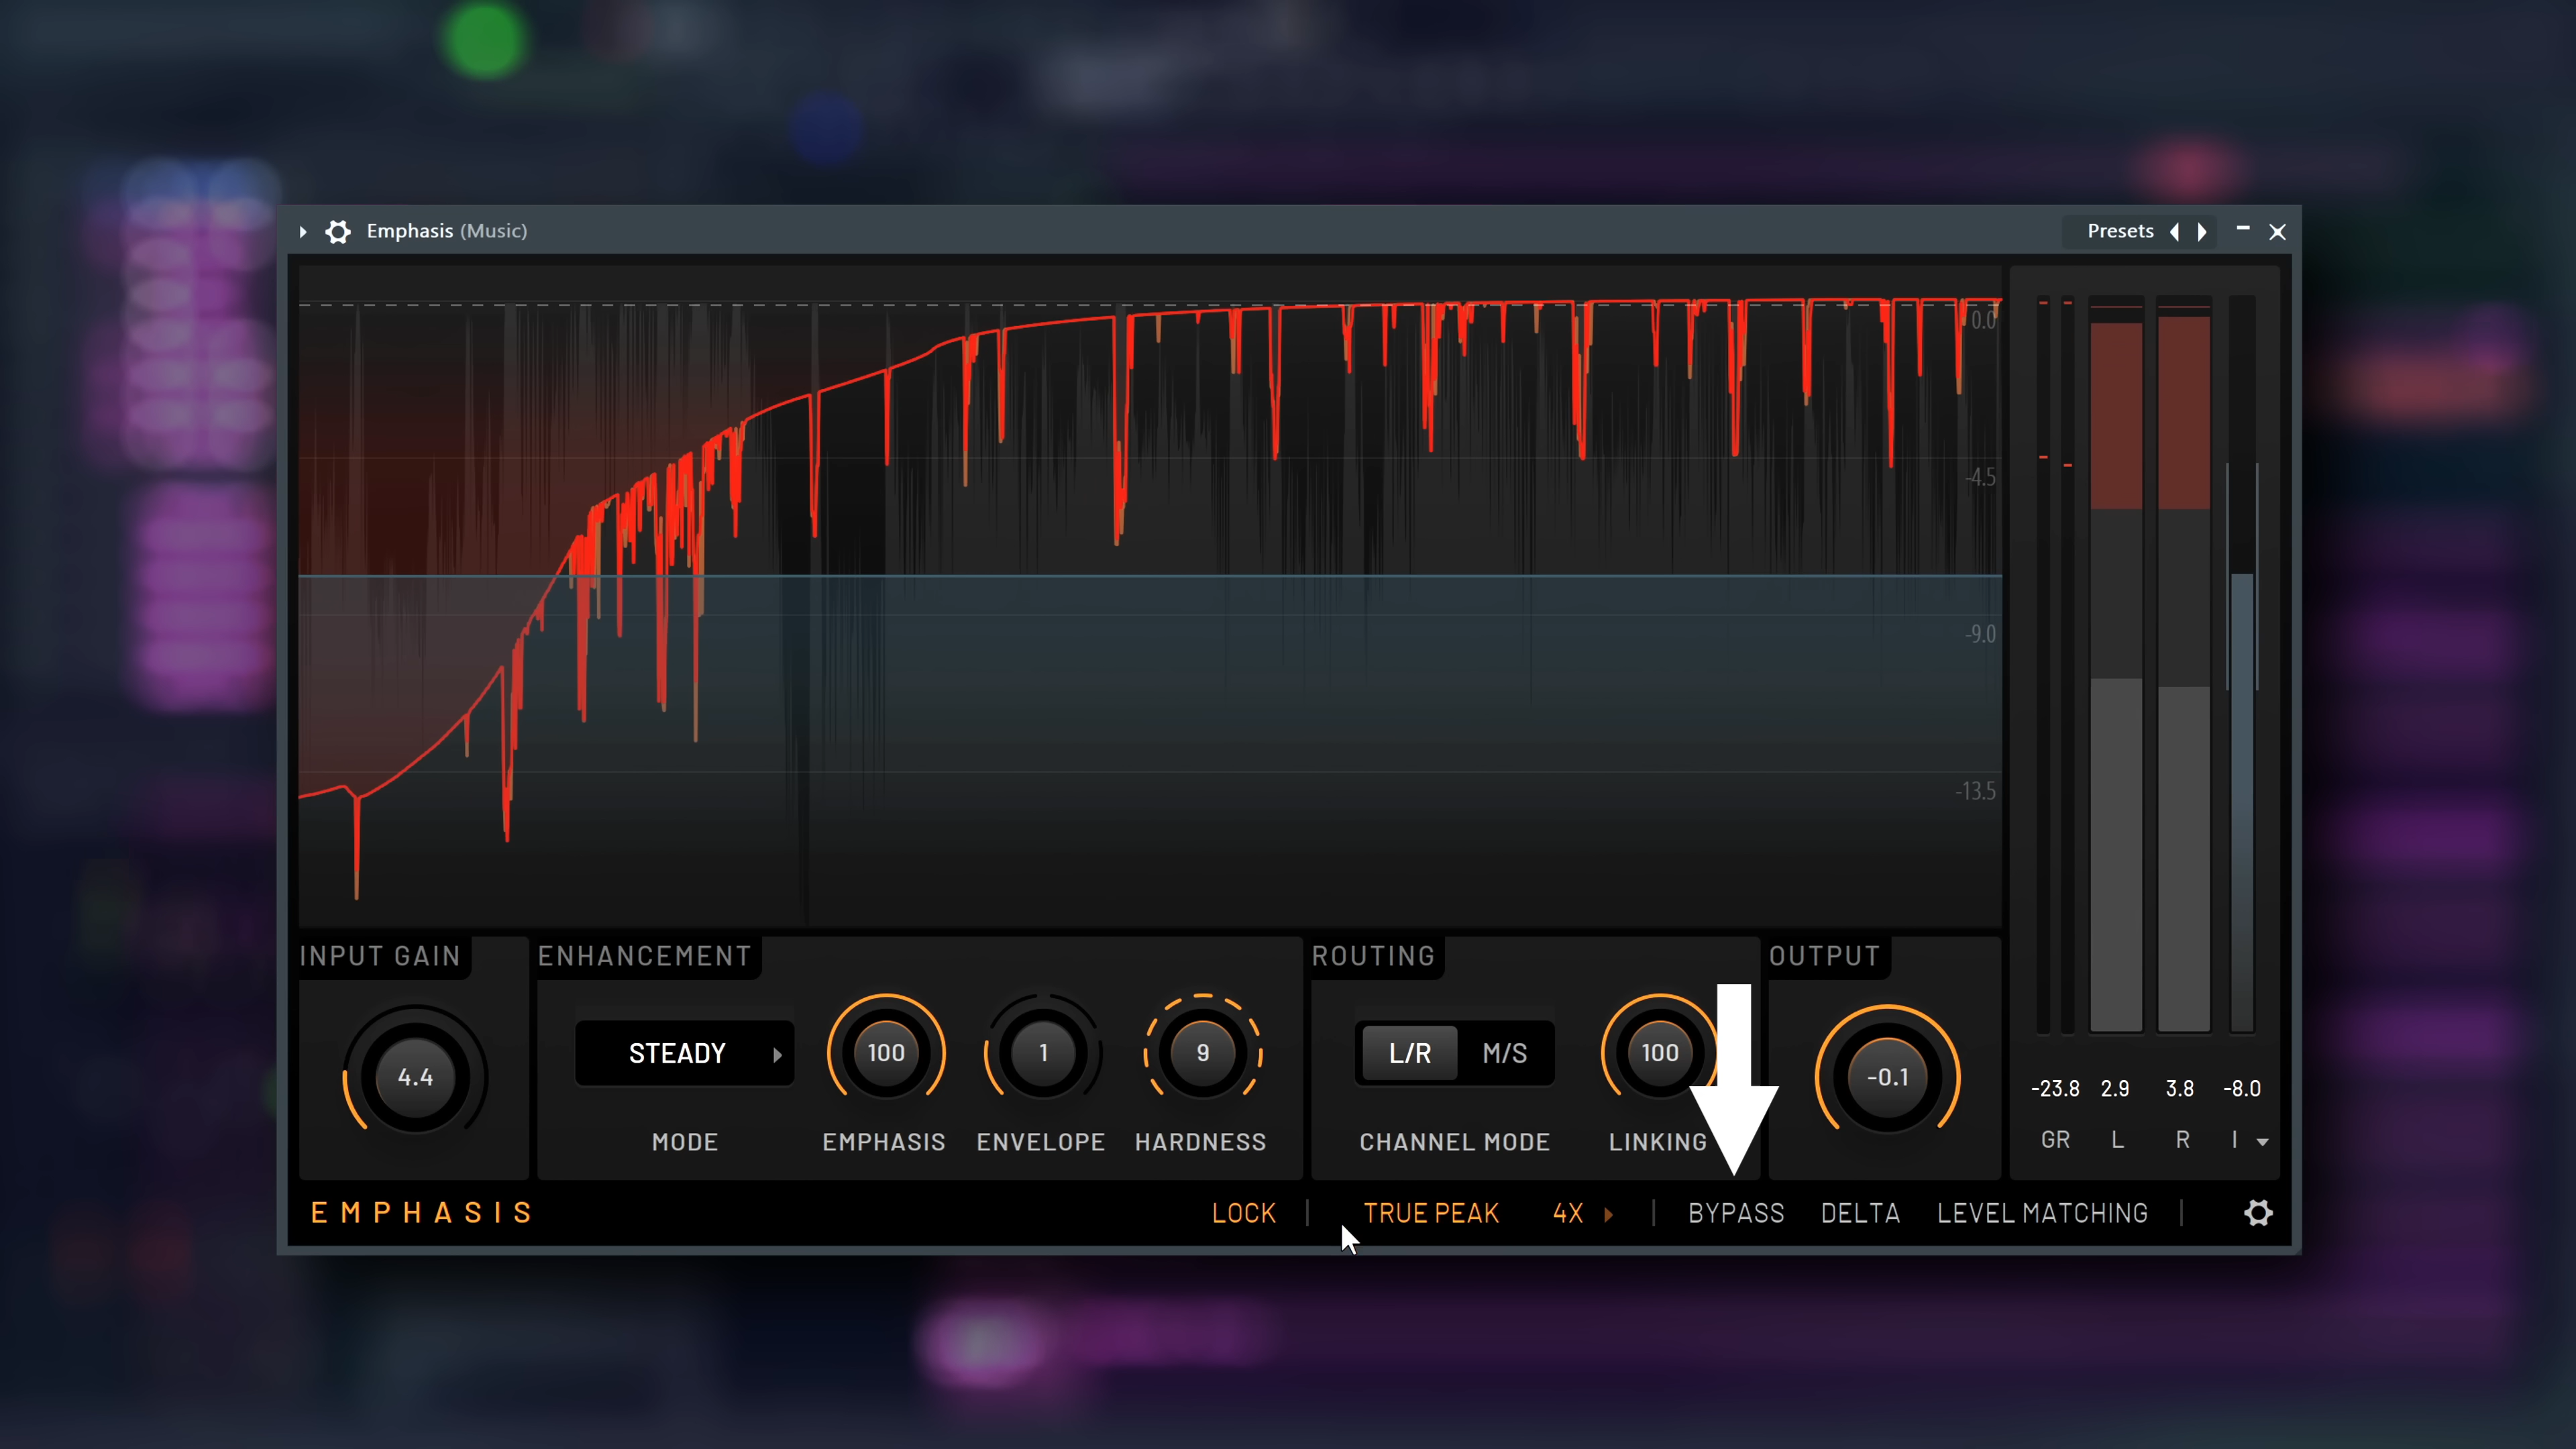 Emphasis (Music)
Presets
0.0
-4.5
-9.0
-13.5
INPUT GAIN
ENHANCEMENT
ROUTING
OUTPUT
4.4
STEADY
100
1
9
L/R
M/S
100
-0.1
MODE
EMPHASIS
ENVELOPE
HARDNESS
CHANNEL MODE
LINKING
-23.8
2.9
3.8
-8.0
GR
L
R
I
EMPHASIS
LOCK
TRUE PEAK
4X
BYPASS
DELTA
LEVEL MATCHING